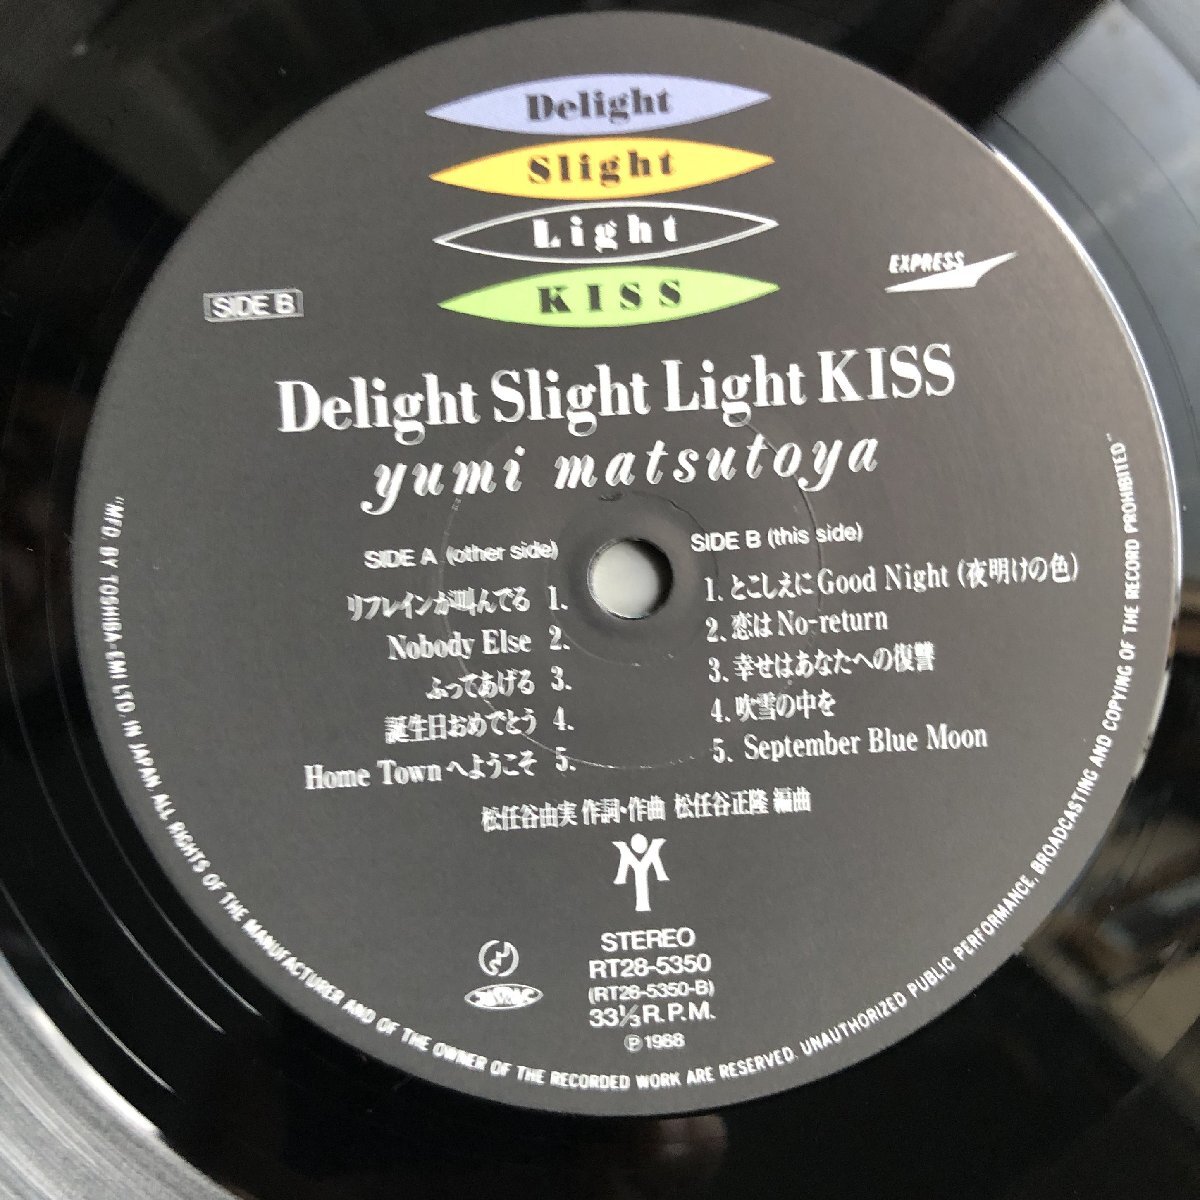 Delight
Slight
Light
KISS
EXPRESS
SIDE B
Delight Slight Light KISS
yumi matsutoya
SIDE A (other side)
リフレインが叫んでる 1.
Nobody Else 2.
ふってあげる 3.
誕生日おめでとう 4.
Home Townへようこそ 5.
SIDE B (this side)
1. とこしえにGood Night (夜明けの色)
2. 恋はNo-return
3. 幸せはあなたへの復讐
4. 吹雪の中を
5. September Blue Moon
松任谷由実 作詞・作曲 松任谷正隆 編曲
JASRAC
STEREO
RT28-5350
(RT28-5350-B)
33⅓R.P.M.
℗1988
"MFD. BY TOSHIBA-EMI LTD. IN JAPAN. ALL RIGHTS OF THE MANUFACTURER AND OF THE OWNER OF THE RECORDED WORK ARE RESERVED. UNAUTHORIZED PUBLIC PERFORMANCE, BROADCASTING AND COPYING OF THE RECORD PROHIBITED."